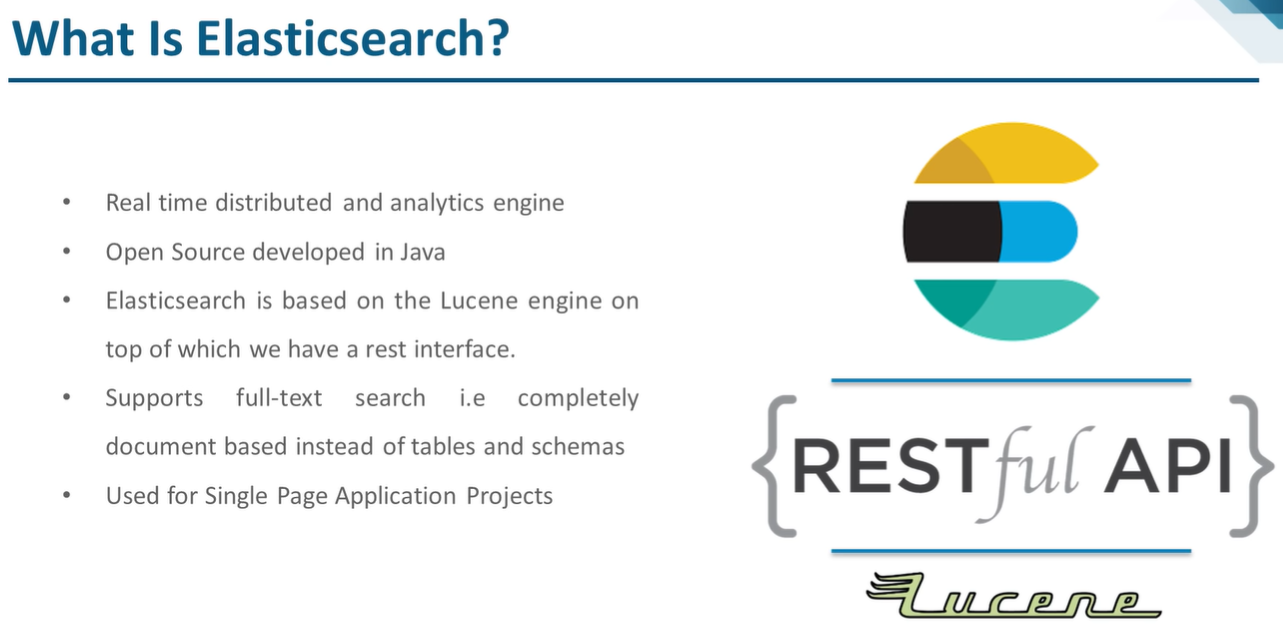 What Is Elasticsearch?
• Real time distributed and analytics engine
• Open Source developed in Java
• Elasticsearch is based on the Lucene engine on
top of which we have a rest interface.
• Supports full-text search i.e completely
document based instead of tables and schemas
• Used for Single Page Application Projects
{RESTful API}
Lucene